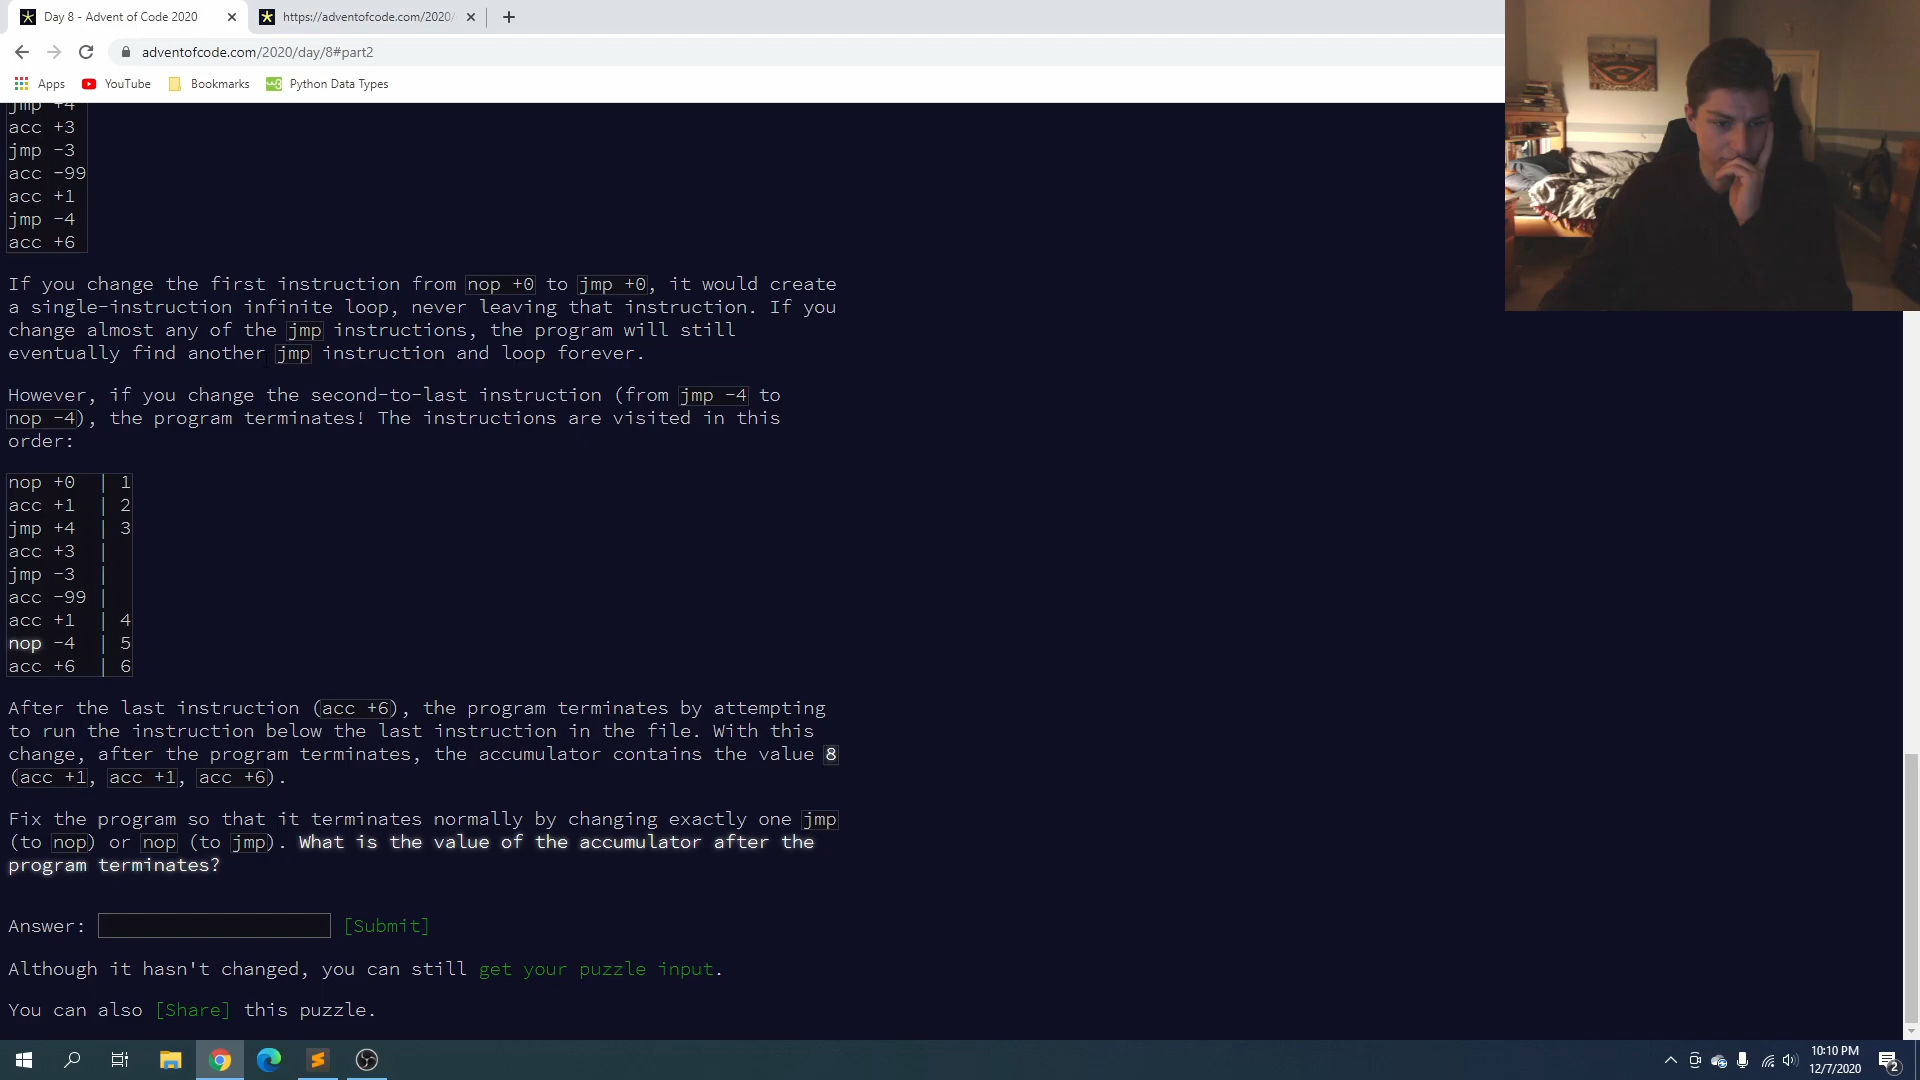 Day 8 - Advent of Code 2020
https://adventofcode.com/2020/
adventofcode.com/2020/day/8#part2
Apps YouTube Bookmarks Python Data Types
jmp +4
acc +3
jmp -3
acc -99
acc +1
jmp -4
acc +6
If you change the first instruction from nop +0 to jmp +0, it would create
a single-instruction infinite loop, never leaving that instruction. If you
change almost any of the jmp instructions, the program will still
eventually find another jmp instruction and loop forever.
However, if you change the second-to-last instruction (from jmp -4 to
nop -4), the program terminates! The instructions are visited in this
order:
nop +0 | 1
acc +1 | 2
jmp +4 | 3
acc +3 |
jmp -3 |
acc -99 |
acc +1 | 4
nop -4 | 5
acc +6 | 6
After the last instruction (acc +6), the program terminates by attempting
to run the instruction below the last instruction in the file. With this
change, after the program terminates, the accumulator contains the value 8
(acc +1, acc +1, acc +6).
Fix the program so that it terminates normally by changing exactly one jmp
(to nop) or nop (to jmp). What is the value of the accumulator after the
program terminates?
Answer: [Submit]
Although it hasn't changed, you can still get your puzzle input.
You can also [Share] this puzzle.
10:10 PM
12/7/2020
2